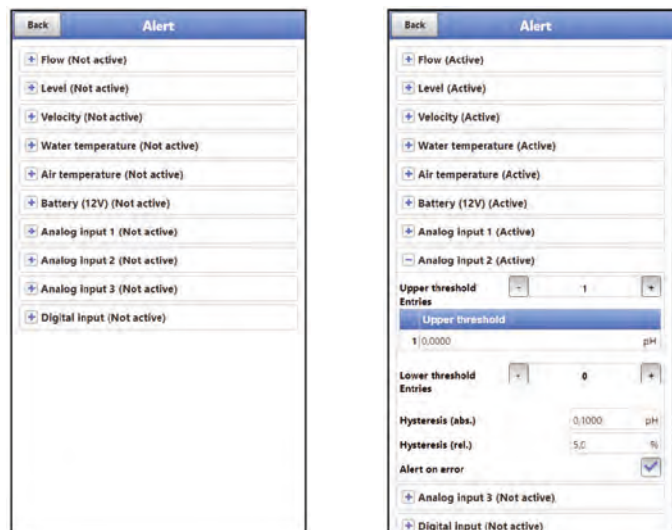 Back Alert
Flow (Not active)
Level (Not active)
Velocity (Not active)
Water temperature (Not active)
Air temperature (Not active)
Battery (12V) (Not active)
Analog input 1 (Not active)
Analog input 2 (Not active)
Analog input 3 (Not active)
Digital input (Not active)
Back Alert
Flow (Active)
Level (Active)
Velocity (Active)
Water temperature (Active)
Air temperature (Active)
Battery (12V) (Active)
Analog input 1 (Active)
Analog input 2 (Active)
Upper threshold - 1 +
Entries
Upper threshold
1 0,0000 pH
Lower threshold - 0 +
Entries
Hysteresis (abs.) 0,1000 pH
Hysteresis (rel.) 5,0 %
Alert on error
Analog input 3 (Not active)
Digital input (Not active)